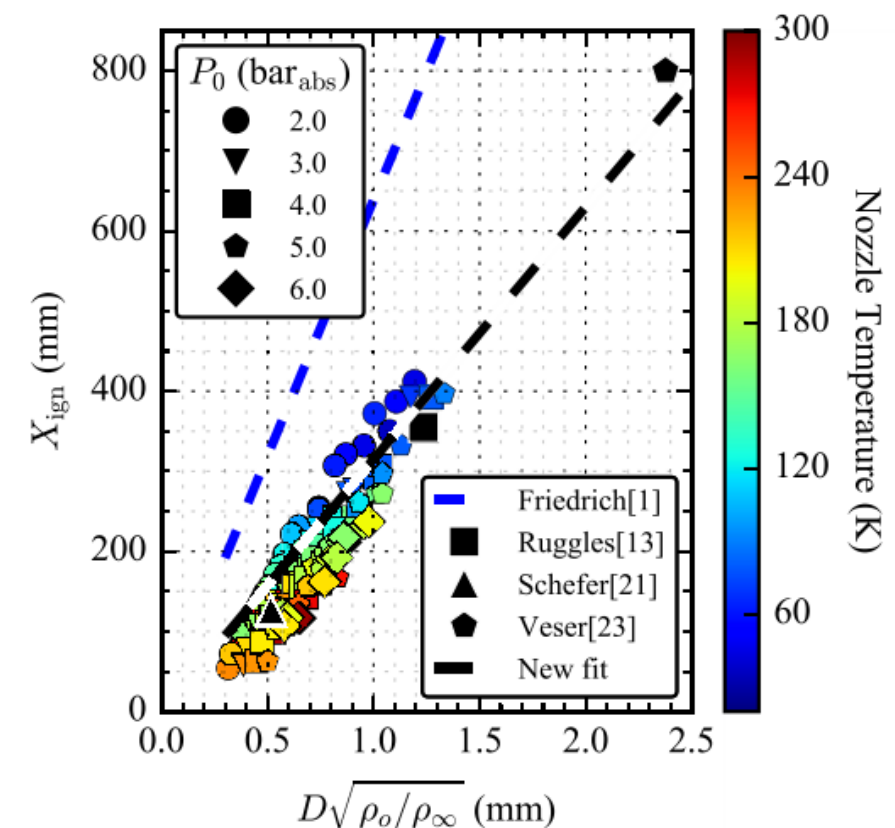 800
600
400
200
0
X_ign (mm)
P_0 (bar_abs)
2.0
3.0
4.0
5.0
6.0
Friedrich[1]
Ruggles[13]
Schefer[21]
Veser[23]
New fit
0.0 0.5 1.0 1.5 2.0 2.5
D√ρ_o/ρ_∞ (mm)
300
240
180
120
60
Nozzle Temperature (K)